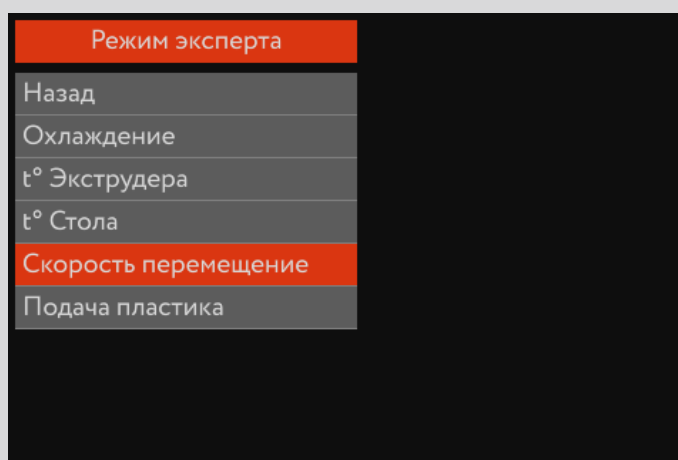 Режим эксперта
Назад
Охлаждение
t° Экструдера
t° Стола
Скорость перемещение
Подача пластика